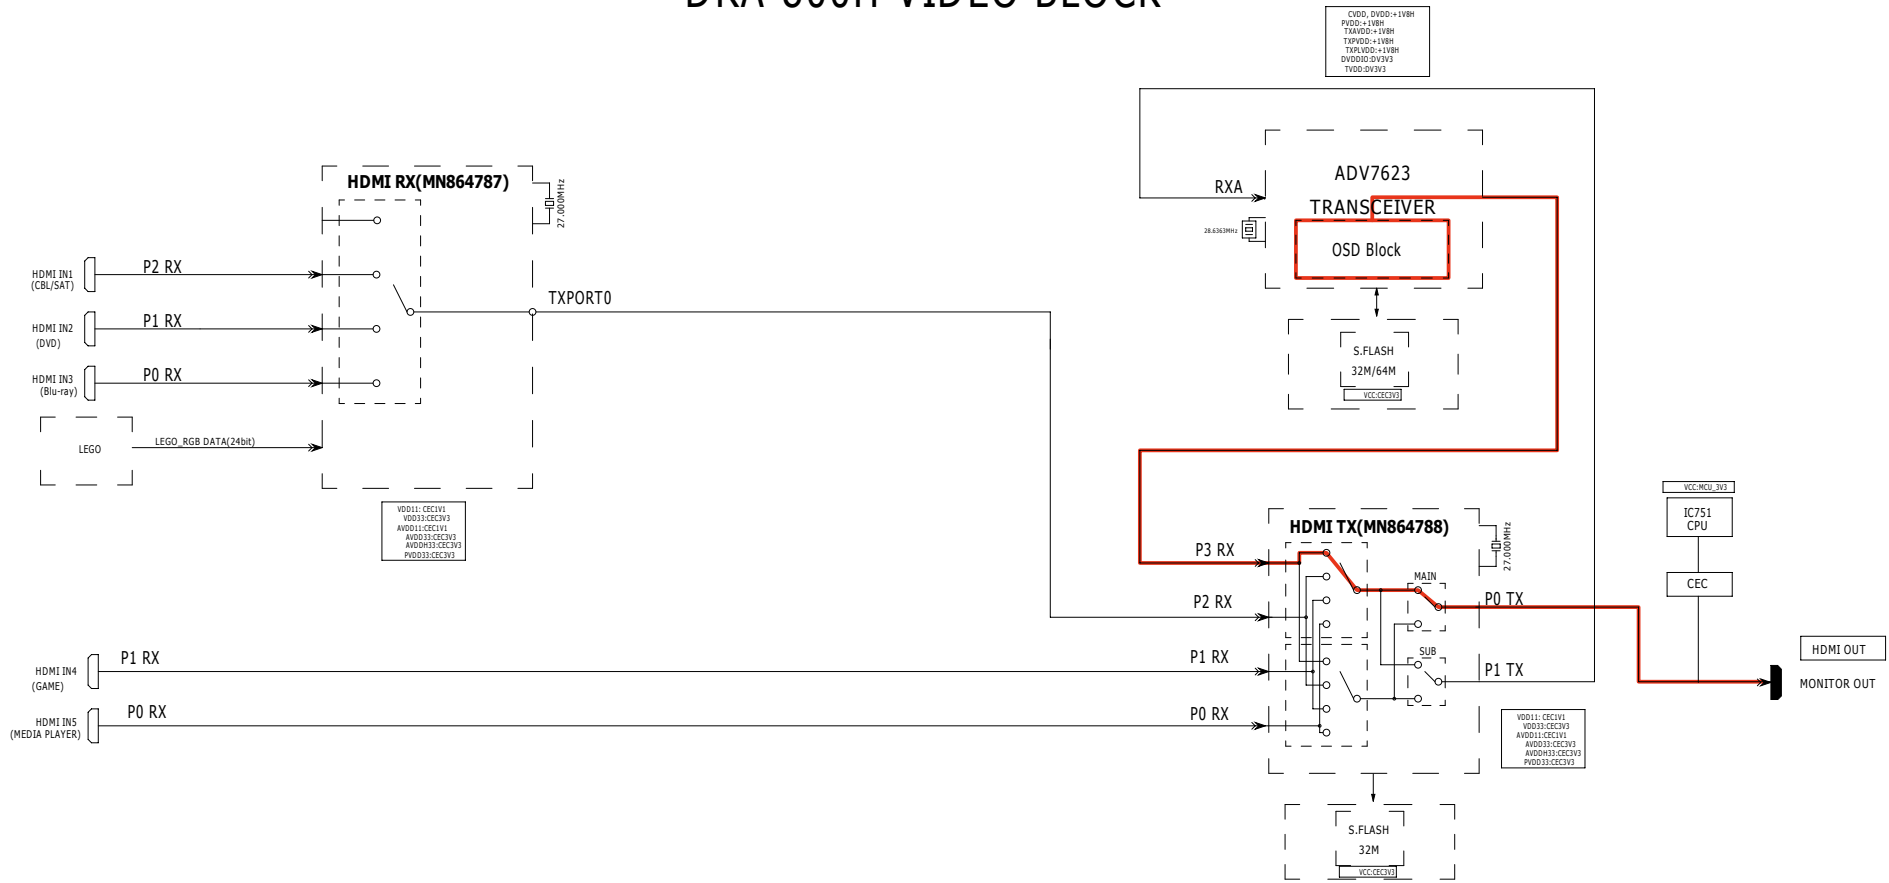 DRA-800H VIDEO BLOCK
CVDD, DVDD:+1V8H
PVDD:+1V8H
TXAVDD:+1V8H
TXPVDD:+1V8H
TXPLVDD:+1V8H
DVDDIO:DV3V3
TVDD:DV3V3
HDMI RX(MN864787)
27.000MHz
HDMI IN1
(CBL/SAT)
P2 RX
HDMI IN2
(DVD)
P1 RX
HDMI IN3
(Blu-ray)
P0 RX
LEGO
LEGO_RGB DATA(24bit)
TXPORT0
VDD11: CEC1V1
VDD33:CEC3V3
AVDD11:CEC1V1
AVDD33:CEC3V3
AVDDH33:CEC3V3
PVDD33:CEC3V3
RXA
28.6363MHz
ADV7623
TRANSCEIVER
OSD Block
S.FLASH
32M/64M
VCC:CEC3V3
HDMI TX(MN864788)
27.000MHz
P3 RX
P2 RX
P1 RX
P0 RX
MAIN
SUB
P0 TX
P1 TX
HDMI IN4
(GAME)
P1 RX
HDMI IN5
(MEDIA PLAYER)
P0 RX
VCC:MCU_3V3
IC751
CPU
CEC
HDMI OUT
MONITOR OUT
VDD11: CEC1V1
VDD33:CEC3V3
AVDD11:CEC1V1
AVDD33:CEC3V3
AVDDH33:CEC3V3
PVDD33:CEC3V3
S.FLASH
32M
VCC:CEC3V3